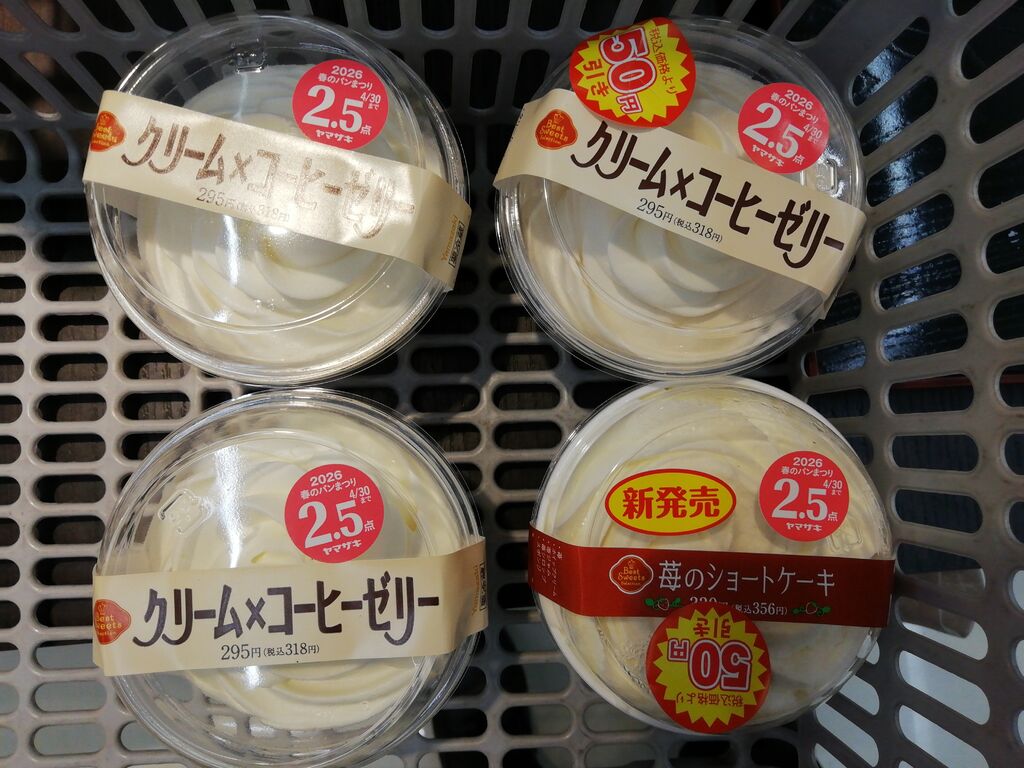 2026
春のパンまつり
4/30まで
2.5点
ヤマザキ
クリーム×コーヒーゼリー
295円(税込318円)
税込価格より
50円
引き
2026
春のパンまつり
4/30まで
2.5点
ヤマザキ
Best
Sweets
クリーム×コーヒーゼリー
295円(税込318円)
2026
春のパンまつり
4/30まで
2.5点
ヤマザキ
クリーム×コーヒーゼリー
295円(税込318円)
新発売
2026
春のパンまつり
4/30まで
2.5点
ヤマザキ
Best
Sweets
Selection
苺のショートケーキ
(税込356円)
税込価格より
50円
引き